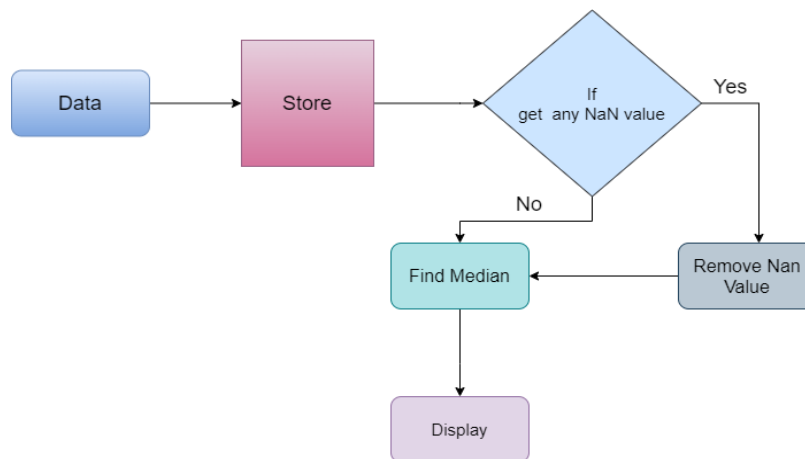 Data
Store
If
get any NaN value
Yes
No
Find Median
Remove Nan
Value
Display